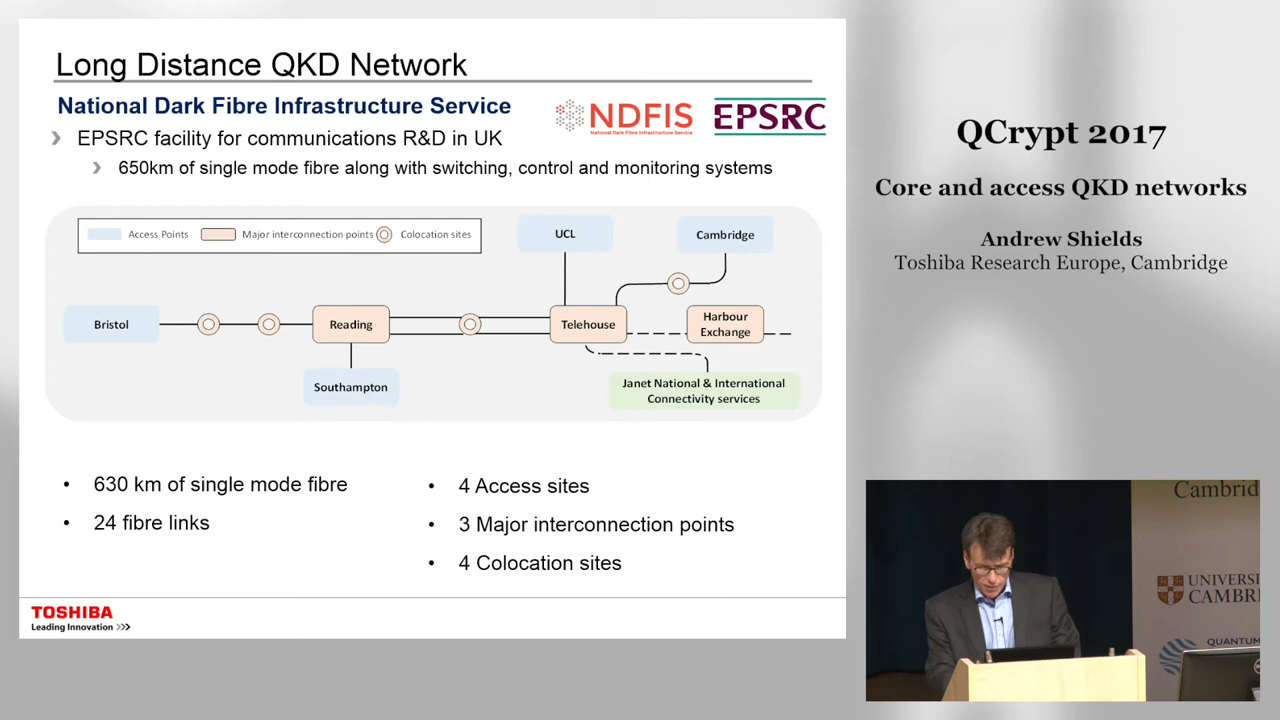 Long Distance QKD Network
National Dark Fibre Infrastructure Service
NDFIS
National Dark Fibre Infrastructure Service
EPSRC
EPSRC facility for communications R&D in UK
650km of single mode fibre along with switching, control and monitoring systems
Access Points
Major interconnection points
Colocation sites
UCL
Cambridge
Bristol
Reading
Telehouse
Harbour
Exchange
Southampton
Janet National & International
Connectivity services
630 km of single mode fibre
24 fibre links
4 Access sites
3 Major interconnection points
4 Colocation sites
TOSHIBA
Leading Innovation
QCrypt 2017
Core and access QKD networks
Andrew Shields
Toshiba Research Europe, Cambridge
Cambrid
UNIVERSI
CAMBRI
QUANTUM